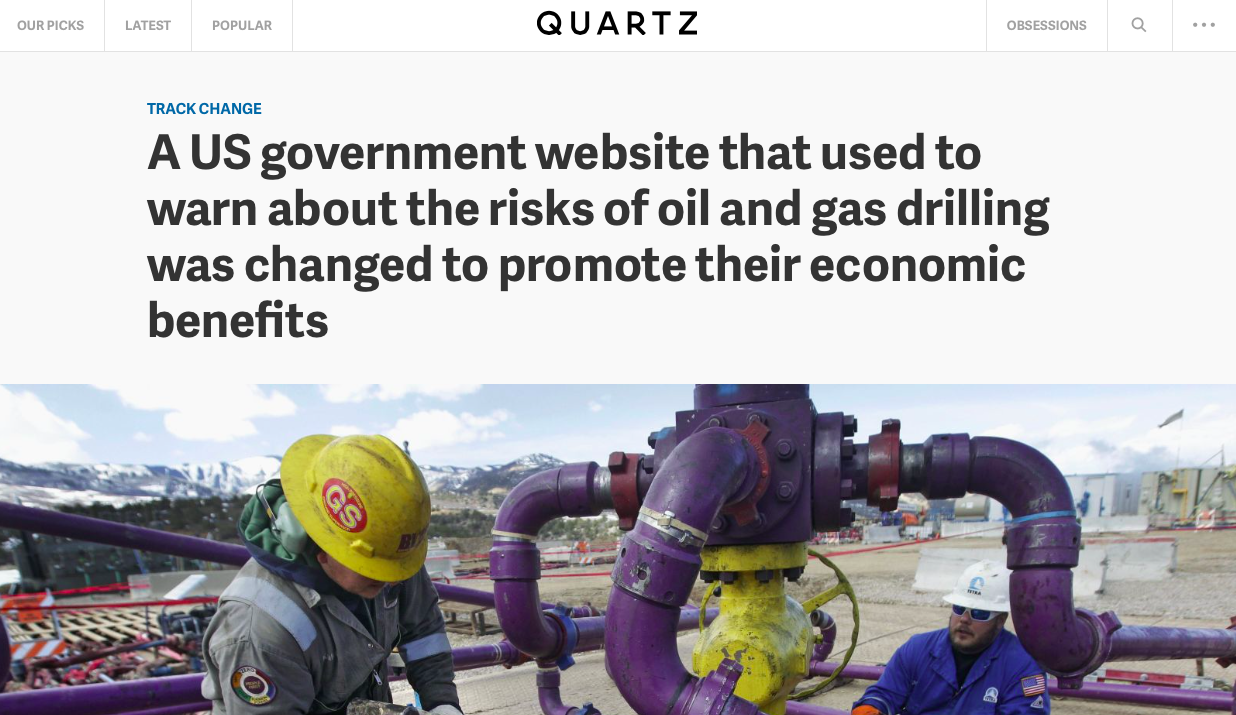 OUR PICKS
LATEST
POPULAR
QUARTZ
OBSESSIONS
TRACK CHANGE
A US government website that used to
warn about the risks of oil and gas drilling
was changed to promote their economic
benefits
GS
TETRA